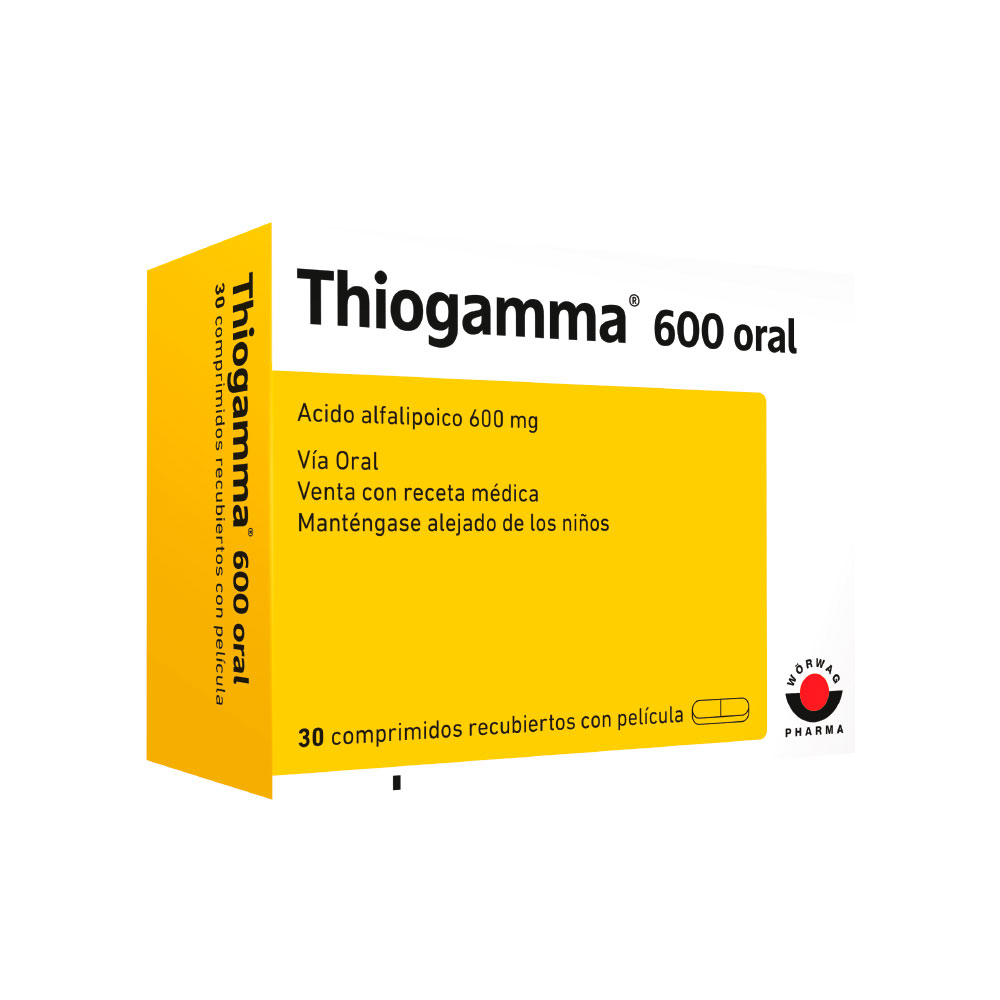 Thiogamma® 600 oral
30 comprimidos recubiertos con película
Thiogamma® 600 oral
Acido alfalipoico 600 mg
Vía Oral
Venta con receta médica
Manténgase alejado de los niños
30 comprimidos recubiertos con película
WÖRWAG
PHARMA